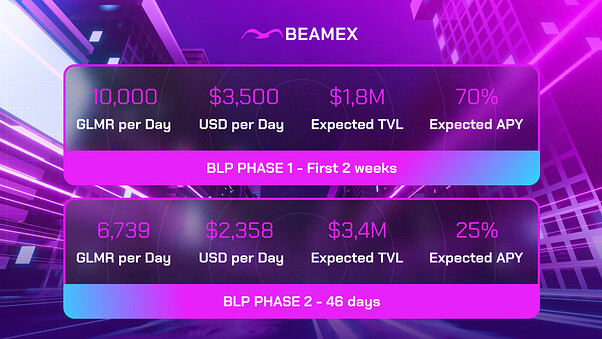 BEAMEX
10,000 $3,500 $1,8M 70%
GLMR per Day USD per Day Expected TVL Expected APY
BLP PHASE 1 - First 2 weeks
6,739 $2,358 $3,4M 25%
GLMR per Day USD per Day Expected TVL Expected APY
BLP PHASE 2 - 46 days